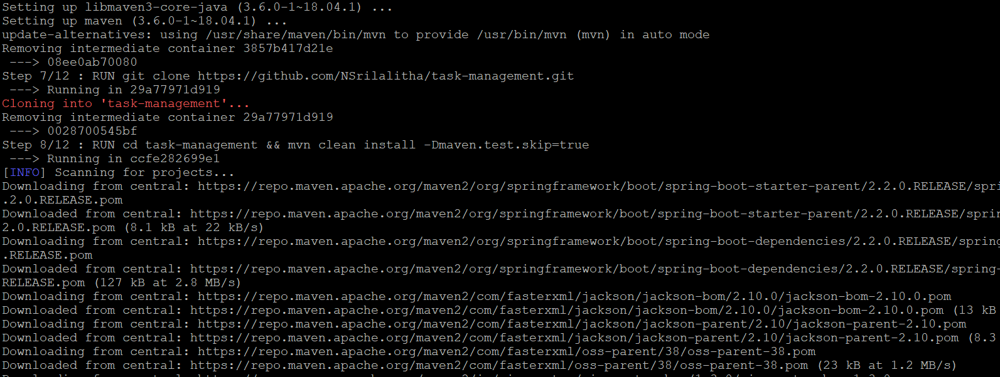 Setting up libmaven3-core-java (3.6.0-1~18.04.1) ...
Setting up maven (3.6.0-1~18.04.1) ...
update-alternatives: using /usr/share/maven/bin/mvn to provide /usr/bin/mvn (mvn) in auto mode
Removing intermediate container 3857b417d21e
 ---> 08ee0ab70080
Step 7/12 : RUN git clone https://github.com/NSrilalitha/task-management.git
 ---> Running in 29a77971d919
Cloning into 'task-management'...
Removing intermediate container 29a77971d919
 ---> 0028700545bf
Step 8/12 : RUN cd task-management && mvn clean install -Dmaven.test.skip=true
 ---> Running in ccfe282699e1
[INFO] Scanning for projects...
Downloading from central: https://repo.maven.apache.org/maven2/org/springframework/boot/spring-boot-starter-parent/2.2.0.RELEASE/spri
.2.0.RELEASE.pom
Downloaded from central: https://repo.maven.apache.org/maven2/org/springframework/boot/spring-boot-starter-parent/2.2.0.RELEASE/sprin
2.0.RELEASE.pom (8.1 kB at 22 kB/s)
Downloading from central: https://repo.maven.apache.org/maven2/org/springframework/boot/spring-boot-dependencies/2.2.0.RELEASE/spring
.RELEASE.pom
Downloaded from central: https://repo.maven.apache.org/maven2/org/springframework/boot/spring-boot-dependencies/2.2.0.RELEASE/spring-
RELEASE.pom (127 kB at 2.8 MB/s)
Downloading from central: https://repo.maven.apache.org/maven2/com/fasterxml/jackson/jackson-bom/2.10.0/jackson-bom-2.10.0.pom
Downloaded from central: https://repo.maven.apache.org/maven2/com/fasterxml/jackson/jackson-bom/2.10.0/jackson-bom-2.10.0.pom (13 kB
Downloading from central: https://repo.maven.apache.org/maven2/com/fasterxml/jackson/jackson-parent/2.10/jackson-parent-2.10.pom
Downloaded from central: https://repo.maven.apache.org/maven2/com/fasterxml/jackson/jackson-parent/2.10/jackson-parent-2.10.pom (8.3
Downloading from central: https://repo.maven.apache.org/maven2/com/fasterxml/oss-parent/38/oss-parent-38.pom
Downloaded from central: https://repo.maven.apache.org/maven2/com/fasterxml/oss-parent/38/oss-parent-38.pom (23 kB at 1.2 MB/s)